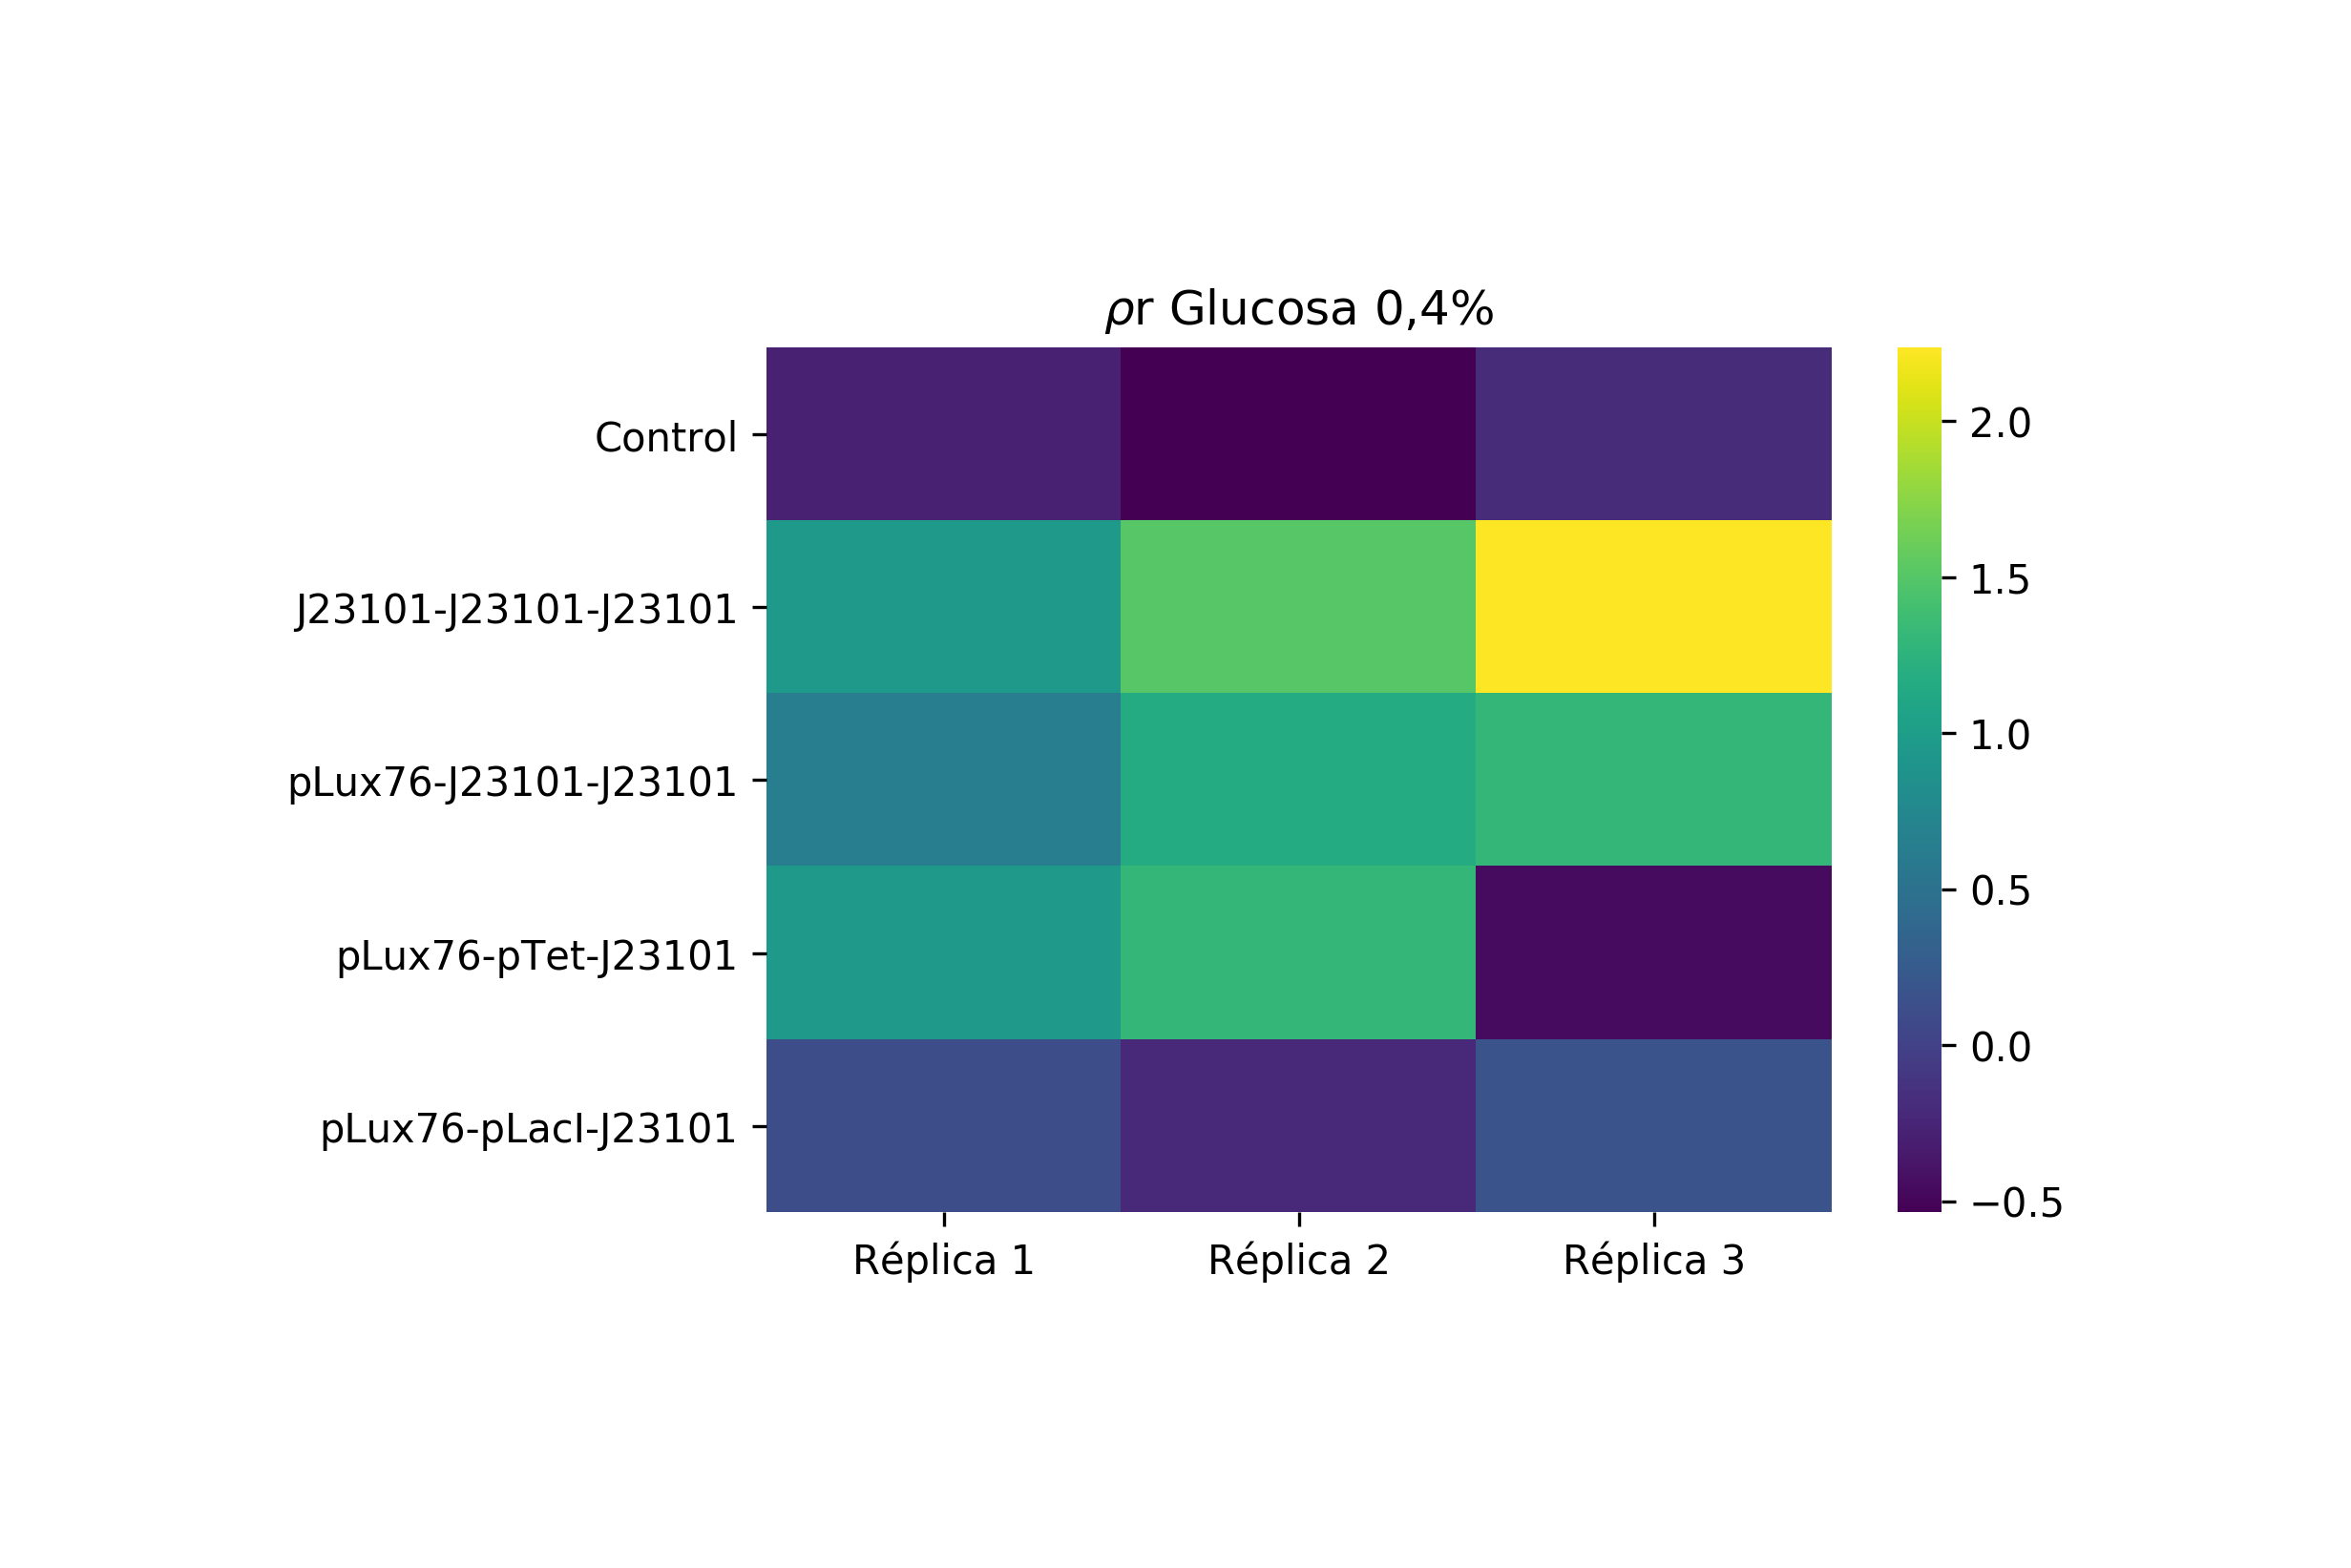 ρr Glucosa 0,4%
Control
J23101-J23101-J23101
pLux76-J23101-J23101
pLux76-pTet-J23101
pLux76-pLacI-J23101
Réplica 1
Réplica 2
Réplica 3
2.0
1.5
1.0
0.5
0.0
−0.5